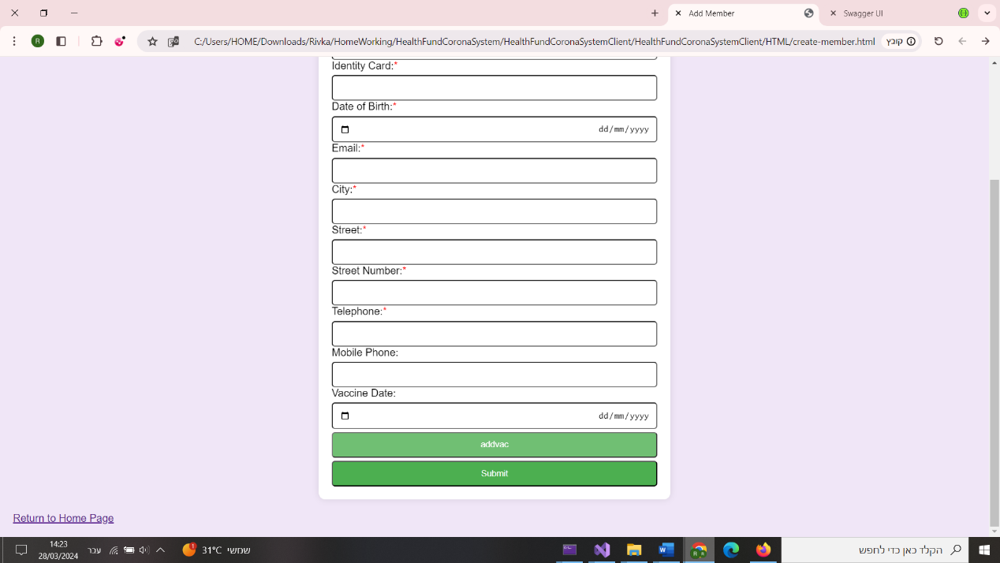 Add Member
Swagger UI
R
C:/Users/HOME/Downloads/Rivka/HomeWorking/HealthFundCoronaSystem/HealthFundCoronaSystemClient/HealthFundCoronaSystemClient/HTML/create-member.html
קובץ
Identity Card:*
Date of Birth:*
dd/mm/yyyy
Email:*
City:*
Street:*
Street Number:*
Telephone:*
Mobile Phone:
Vaccine Date:
dd/mm/yyyy
addvac
Submit
Return to Home Page
14:23
28/03/2024
עבר
1
31°C שמשי
הקלד כאן כדי לחפש